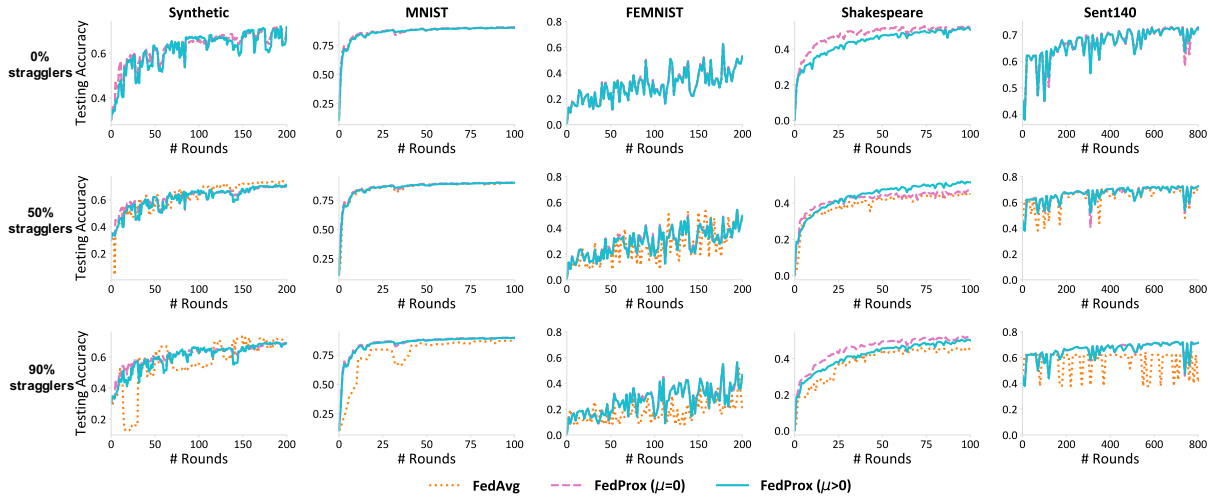 Synthetic MNIST FEMNIST Shakespeare Sent140
0% stragglers
Testing Accuracy
0.6
0.4
0 50 100 150 200
# Rounds
0.75
0.50
0.25
0 25 50 75 100
# Rounds
0.8
0.6
0.4
0.2
0.0
0 50 100 150 200
# Rounds
0.4
0.2
0.0
0 25 50 75 100
# Rounds
0.7
0.6
0.5
0.4
0 200 400 600 800
# Rounds
50% stragglers
Testing Accuracy
0.6
0.4
0.2
0 50 100 150 200
# Rounds
0.75
0.50
0.25
0 25 50 75 100
# Rounds
0.8
0.6
0.4
0.2
0.0
0 50 100 150 200
# Rounds
0.4
0.2
0.0
0 25 50 75 100
# Rounds
0.8
0.6
0.4
0.2
0.0
0 200 400 600 800
# Rounds
90% stragglers
Testing Accuracy
0.6
0.4
0.2
0 50 100 150 200
# Rounds
0.75
0.50
0.25
0 25 50 75 100
# Rounds
0.8
0.6
0.4
0.2
0.0
0 50 100 150 200
# Rounds
0.4
0.2
0.0
0 25 50 75 100
# Rounds
0.8
0.6
0.4
0.2
0.0
0 200 400 600 800
# Rounds
FedAvg FedProx (μ=0) FedProx (μ>0)